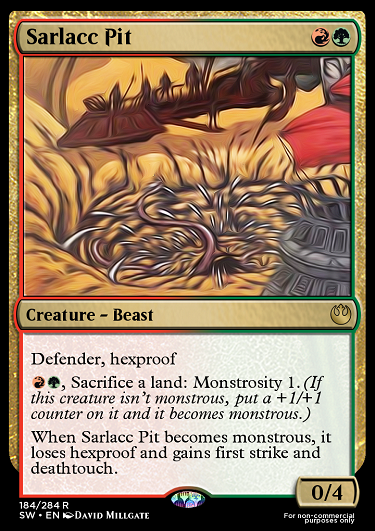 Sarlacc Pit
Creature – Beast
Defender, hexproof
, Sacrifice a land: Monstrosity 1. (If
this creature isn't monstrous, put a +1/+1
counter on it and it becomes monstrous.)
When Sarlacc Pit becomes monstrous, it
loses hexproof and gains first strike and
deathtouch.
0/4
184/284 R
SW • EN David Millgate
For non-commercial
purposes only